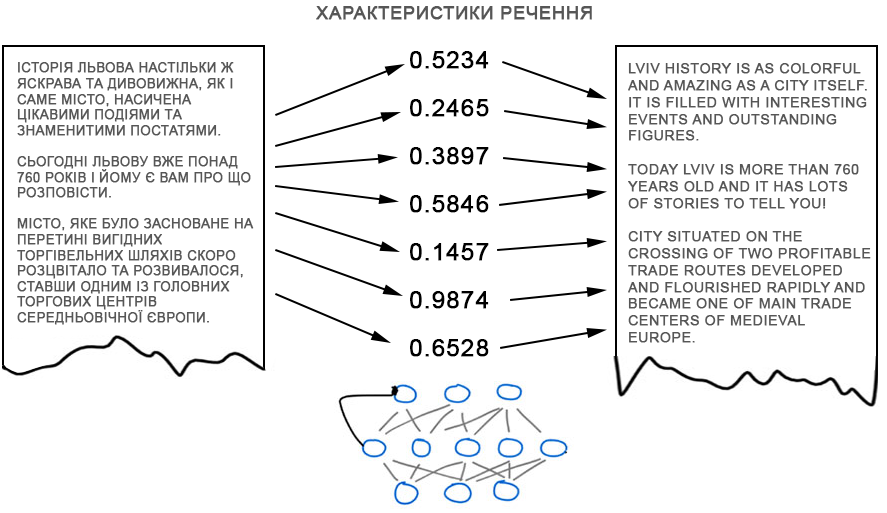 ХАРАКТЕРИСТИКИ РЕЧЕННЯ
ІСТОРІЯ ЛЬВОВА НАСТІЛЬКИ Ж
ЯСКРАВА ТА ДИВОВИЖНА, ЯК І
САМЕ МІСТО, НАСИЧЕНА
ЦІКАВИМИ ПОДІЯМИ ТА
ЗНАМЕНИТИМИ ПОСТАТЯМИ.
СЬОГОДНІ ЛЬВОВУ ВЖЕ ПОНАД
760 РОКІВ І ЙОМУ Є ВАМ ПРО ЩО
РОЗПОВІСТИ.
МІСТО, ЯКЕ БУЛО ЗАСНОВАНЕ НА
ПЕРЕТИНІ ВИГІДНИХ
ТОРГІВЕЛЬНИХ ШЛЯХІВ СКОРО
РОЗЦВІТАЛО ТА РОЗВИВАЛОСЯ,
СТАВШИ ОДНИМ ІЗ ГОЛОВНИХ
ТОРГОВИХ ЦЕНТРІВ
СЕРЕДНЬОВІЧНОЇ ЄВРОПИ.
0.5234
0.2465
0.3897
0.5846
0.1457
0.9874
0.6528
LVIV HISTORY IS AS COLORFUL
AND AMAZING AS A CITY ITSELF.
IT IS FILLED WITH INTERESTING
EVENTS AND OUTSTANDING
FIGURES.
TODAY LVIV IS MORE THAN 760
YEARS OLD AND IT HAS LOTS
OF STORIES TO TELL YOU!
CITY SITUATED ON THE
CROSSING OF TWO PROFITABLE
TRADE ROUTES DEVELOPED
AND FLOURISHED RAPIDLY AND
BECAME ONE OF MAIN TRADE
CENTERS OF MEDIEVAL
EUROPE.